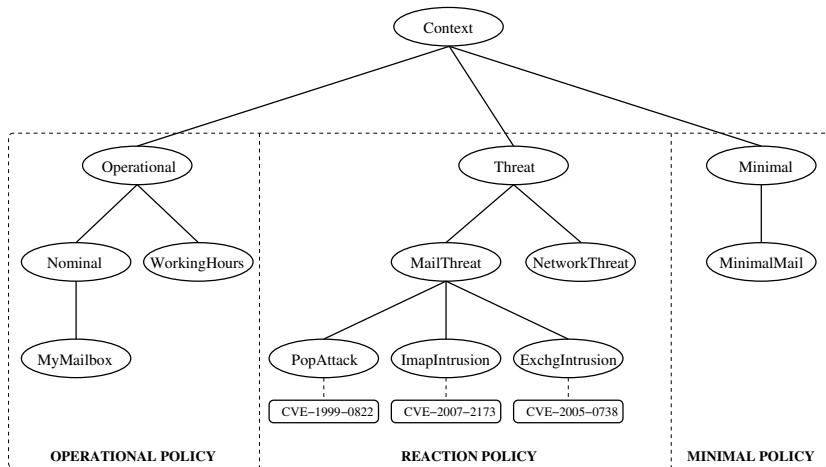 Context
Operational
Threat
Minimal
Nominal
WorkingHours
MailThreat
NetworkThreat
MinimalMail
MyMailbox
PopAttack
ImapIntrusion
ExchgIntrusion
CVE−1999−0822
CVE−2007−2173
CVE−2005−0738
OPERATIONAL POLICY
REACTION POLICY
MINIMAL POLICY